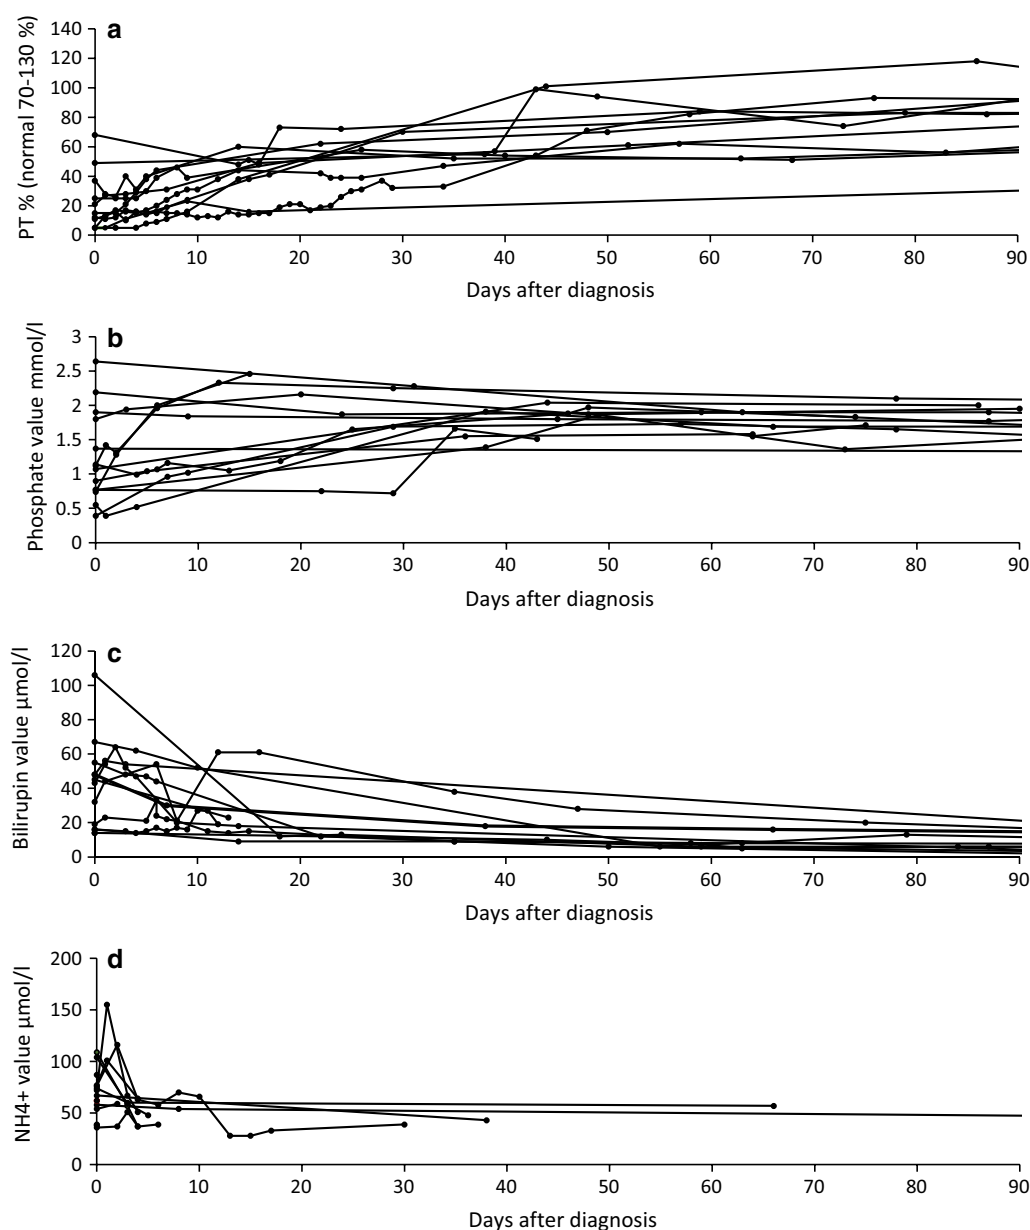 a
PT % (normal 70-130 %)
140
120
100
80
60
40
20
0
0 10 20 30 40 50 60 70 80 90
Days after diagnosis
b
Phosphate value mmol/l
3
2.5
2
1.5
1
0.5
0
0 10 20 30 40 50 60 70 80 90
Days after diagnosis
c
Bilirupin value µmol/l
120
100
80
60
40
20
0
0 10 20 30 40 50 60 70 80 90
Days after diagnosis
d
NH4+ value µmol/l
200
150
100
50
0
0 10 20 30 40 50 60 70 80 90
Days after diagnosis